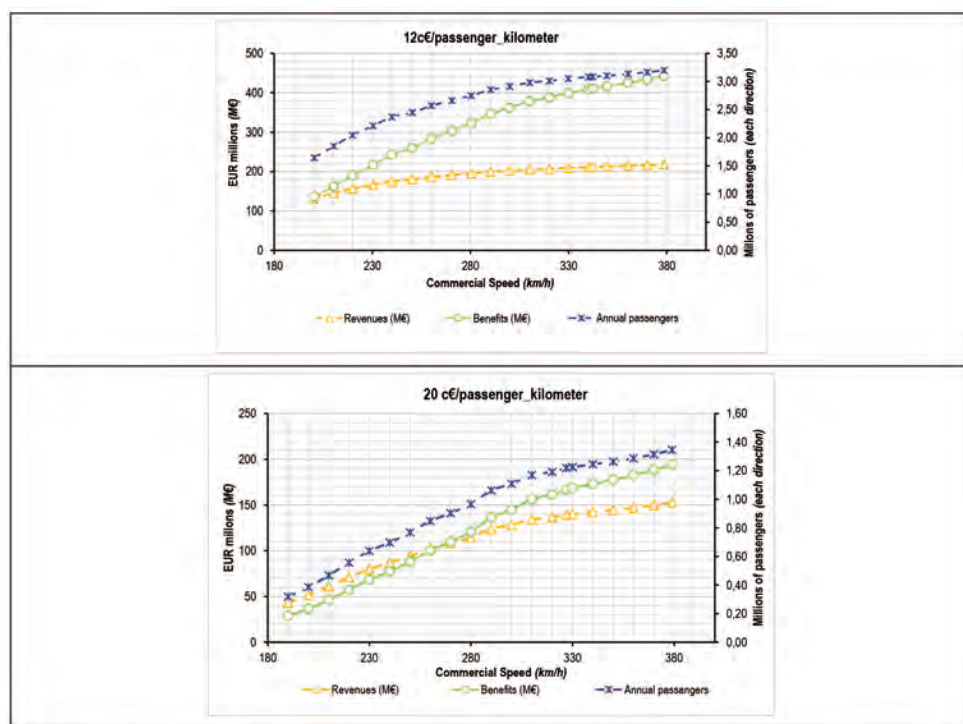 12c€/passenger_kilometer
500
400
300
200
100
0
EUR millions (M€)
3,50
3,00
2,50
2,00
1,50
1,00
0,50
0,00
Millions of passengers (each direction)
180 230 280 330 380
Commercial Speed (km/h)
Revenues (M€) Benefits (M€) Annual passengers
20 c€/passenger_kilometer
250
200
150
100
50
0
EUR millions (M€)
1,60
1,40
1,20
1,00
0,80
0,60
0,40
0,20
0,00
Millions of passengers (each direction)
180 230 280 330 380
Commercial Speed (km/h)
Revenues (M€) Benefits (M€) Annual passangers